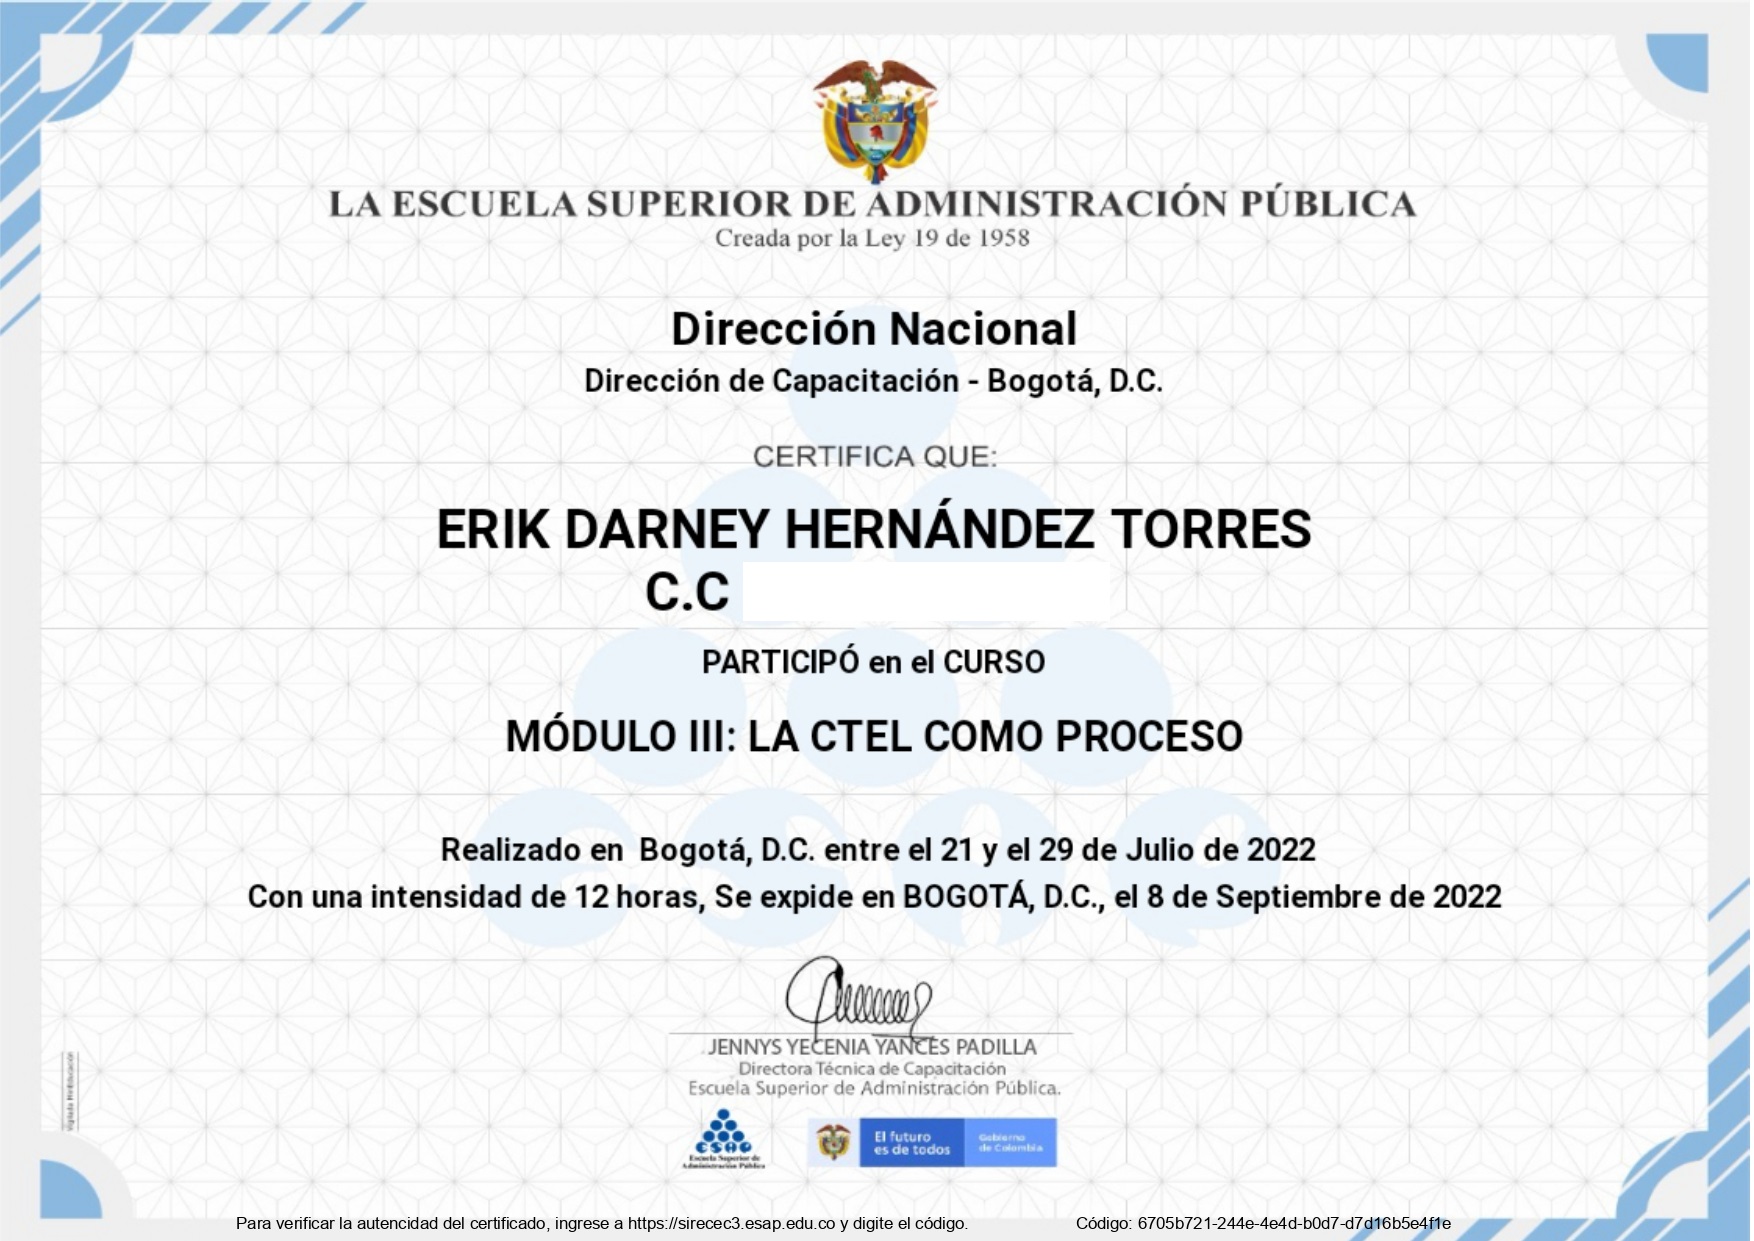 LA ESCUELA SUPERIOR DE ADMINISTRACIÓN PÚBLICA
Creada por la Ley 19 de 1958
Dirección Nacional
Dirección de Capacitación - Bogotá, D.C.
CERTIFICA QUE:
ERIK DARNEY HERNÁNDEZ TORRES
C.C
PARTICIPÓ en el CURSO
MÓDULO III: LA CTEL COMO PROCESO
esap
Realizado en Bogotá, D.C. entre el 21 y el 29 de Julio de 2022
Con una intensidad de 12 horas, Se expide en BOGOTÁ, D.C., el 8 de Septiembre de 2022
JENNYS YECENIA YANCES PADILLA
Directora Técnica de Capacitación
Escuela Superior de Administración Pública.
Vigilada MinEducación
esap
Escuela Superior de
Administración Pública
El futuro
es de todos
Gobierno
de Colombia
Para verificar la autencidad del certificado, ingrese a https://sirecec3.esap.edu.co y digite el código.
Código: 6705b721-244e-4e4d-b0d7-d7d16b5e4f1e